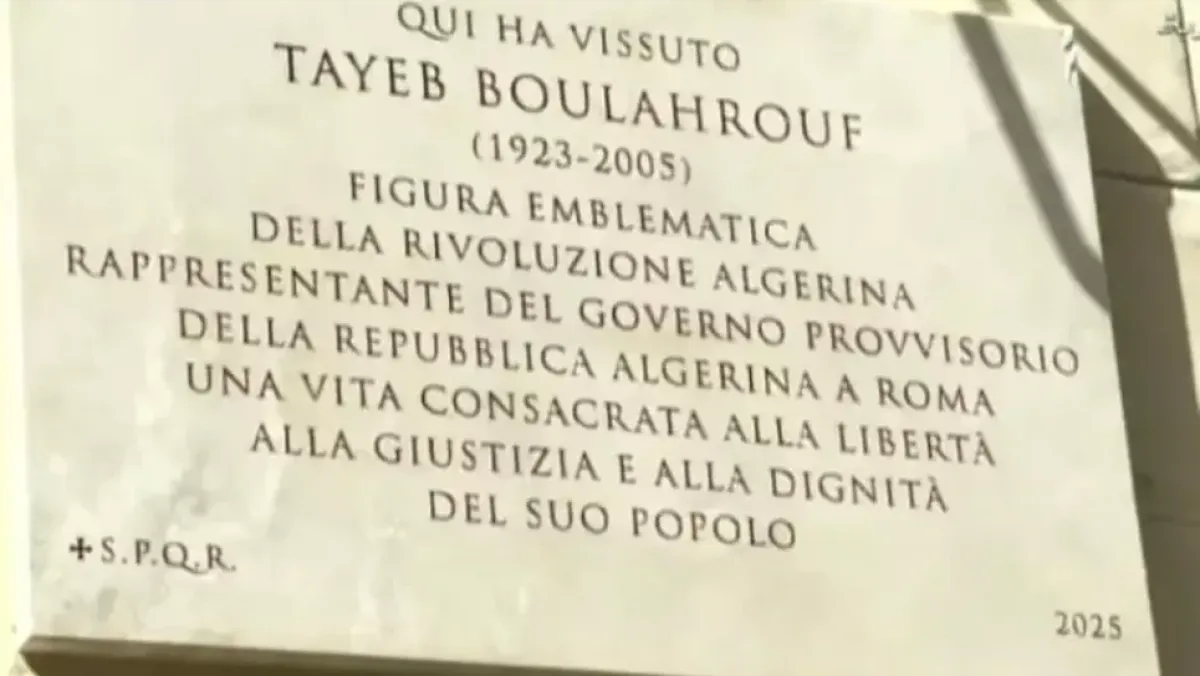 QUI HA VISSUTO
TAYEB BOULAHROUF
(1923-2005)
FIGURA EMBLEMATICA
DELLA RIVOLUZIONE ALGERINA
RAPPRESENTANTE DEL GOVERNO PROVVISORIO
DELLA REPUBBLICA ALGERINA A ROMA
UNA VITA CONSACRATA ALLA LIBERTÀ
ALLA GIUSTIZIA E ALLA DIGNITÀ
DEL SUO POPOLO
✚ S.P.Q.R.
2025